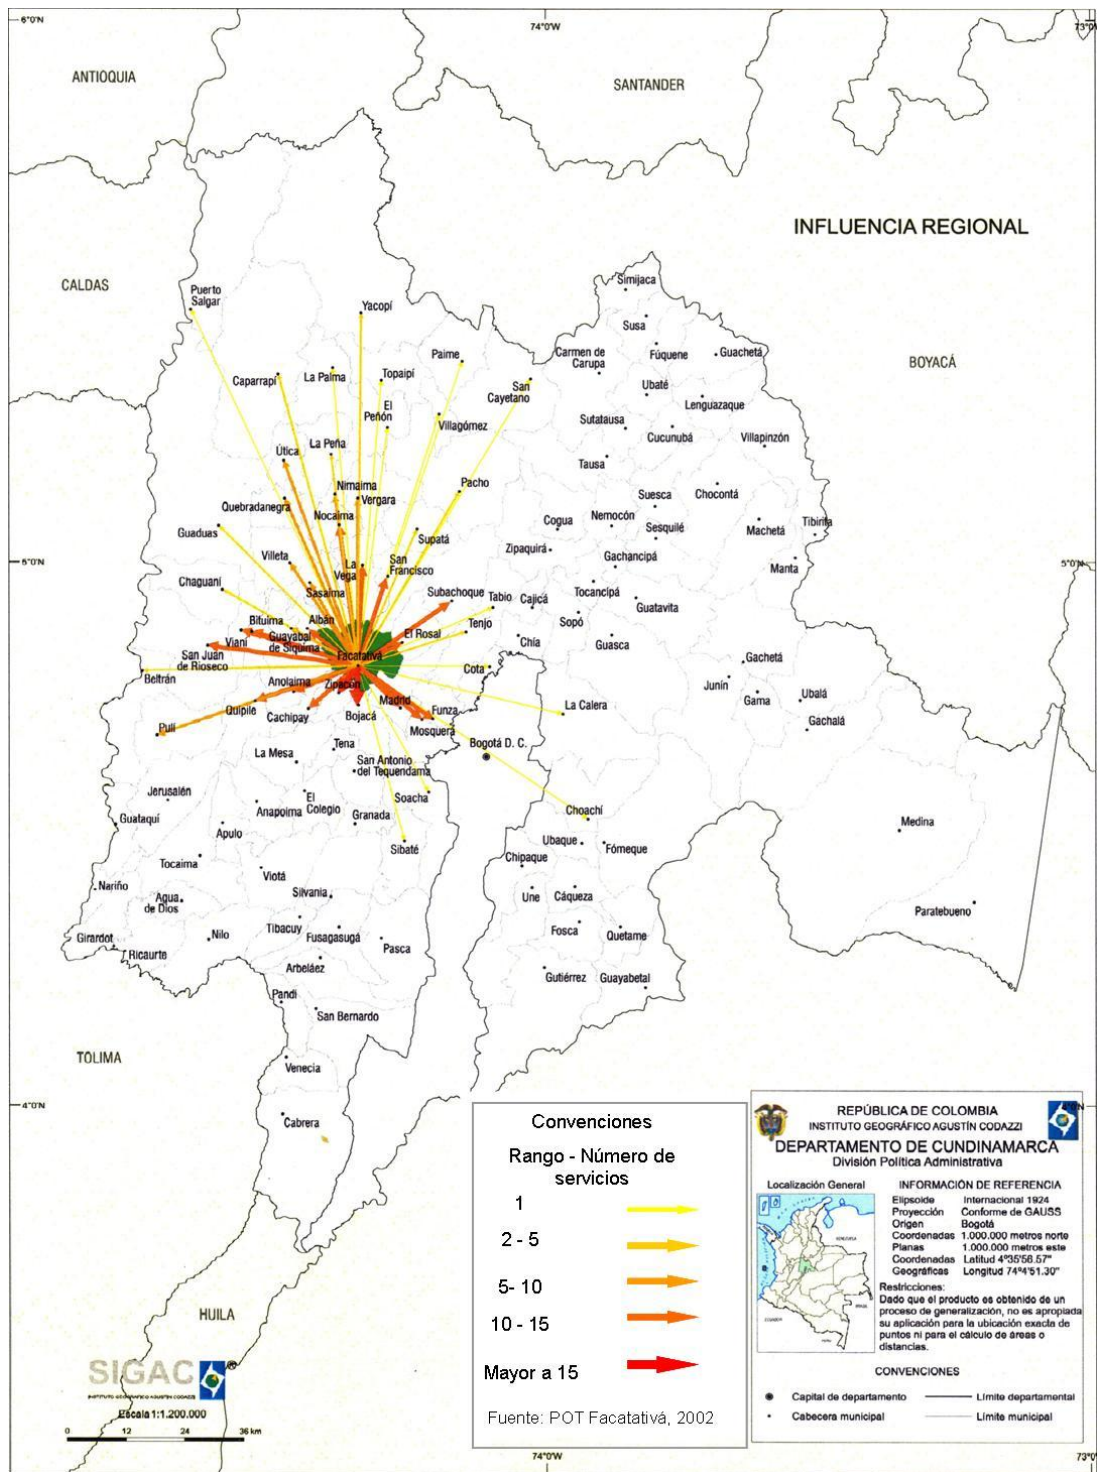 6°0'N
74°0'W
73°0'W
ANTIOQUIA
SANTANDER
INFLUENCIA REGIONAL
CALDAS
BOYACÁ
Simijaca
Puerto
Salgar
Yacopí
Susa
Fúquene
Guachetá
Paime
Carmen de
Carupa
Caparrapí
La Palma
Topaipí
San
Cayetano
Ubaté
Lenguazaque
El
Peñón
Villagómez
Sutatausa
Cucunubá
Villapinzón
Útica
La Peña
Tausa
Nimaima
Vergara
Pacho
Suesca
Chocontá
Quebradanegra
Nocaima
Nemocón
Sesquilé
Machetá
Tibirita
Guaduas
Supatá
Cogua
Zipaquirá
Gachancipá
Manta
5°0'N
5°0'N
Villeta
La
Vega
San
Francisco
Chaguaní
Sasaima
Subachoque
Tabio
Cajicá
Tocancipá
Guatavita
Bituima
Albán
Sopó
Vianí
Guayabal
de Siquima
El Rosal
Tenjo
Chía
Guasca
San Juan
de Rioseco
Facatativá
Gachetá
Beltrán
Anolaima
Zipacón
Cota
Junín
Gama
Ubalá
Quipile
Cachipay
Bojacá
Madrid
Funza
Mosquera
La Calera
Gachalá
Pulí
La Mesa
Tena
Bogotá D. C.
San Antonio
del Tequendama
Jerusalén
El
Colegio
Soacha
Anapoima
Granada
Choachí
Guataquí
Apulo
Sibaté
Ubaque
Fómeque
Medina
Tocaima
Viotá
Chipaque
Nariño
Agua
de Dios
Silvania
Une
Cáqueza
Paratebueno
Tibacuy
Fusagasugá
Fosca
Quetame
Girardot
Ricaurte
Nilo
Pasca
Arbeláez
Gutiérrez
Guayabetal
Pandi
San Bernardo
TOLIMA
Venecia
4°0'N
4°0'N
Cabrera
HUILA
Convenciones
Rango - Número de
servicios
1
2 - 5
5- 10
10 - 15
Mayor a 15
Fuente: POT Facatativá, 2002
REPÚBLICA DE COLOMBIA
INSTITUTO GEOGRÁFICO AGUSTÍN CODAZZI
DEPARTAMENTO DE CUNDINAMARCA
División Política Administrativa
Localización General
INFORMACIÓN DE REFERENCIA
Elipsoide Internacional 1924
Proyección Conforme de GAUSS
Origen Bogotá
Coordenadas 1.000.000 metros norte
Planas 1.000.000 metros este
Coordenadas Latitud 4°35'56.57"
Geográficas Longitud 74°4'51.30"
Restricciones:
Dado que el producto es obtenido de un
proceso de generalización, no es apropiada
su aplicación para la ubicación exacta de
puntos ni para el cálculo de áreas o
distancias.
CONVENCIONES
Capital de departamento
Límite departamental
Cabecera municipal
Límite municipal
SIGAC
INSTITUTO GEOGRÁFICO AGUSTÍN CODAZZI
Escala 1:1.200.000
0 12 24 36 km
74°0'W
73°0'W